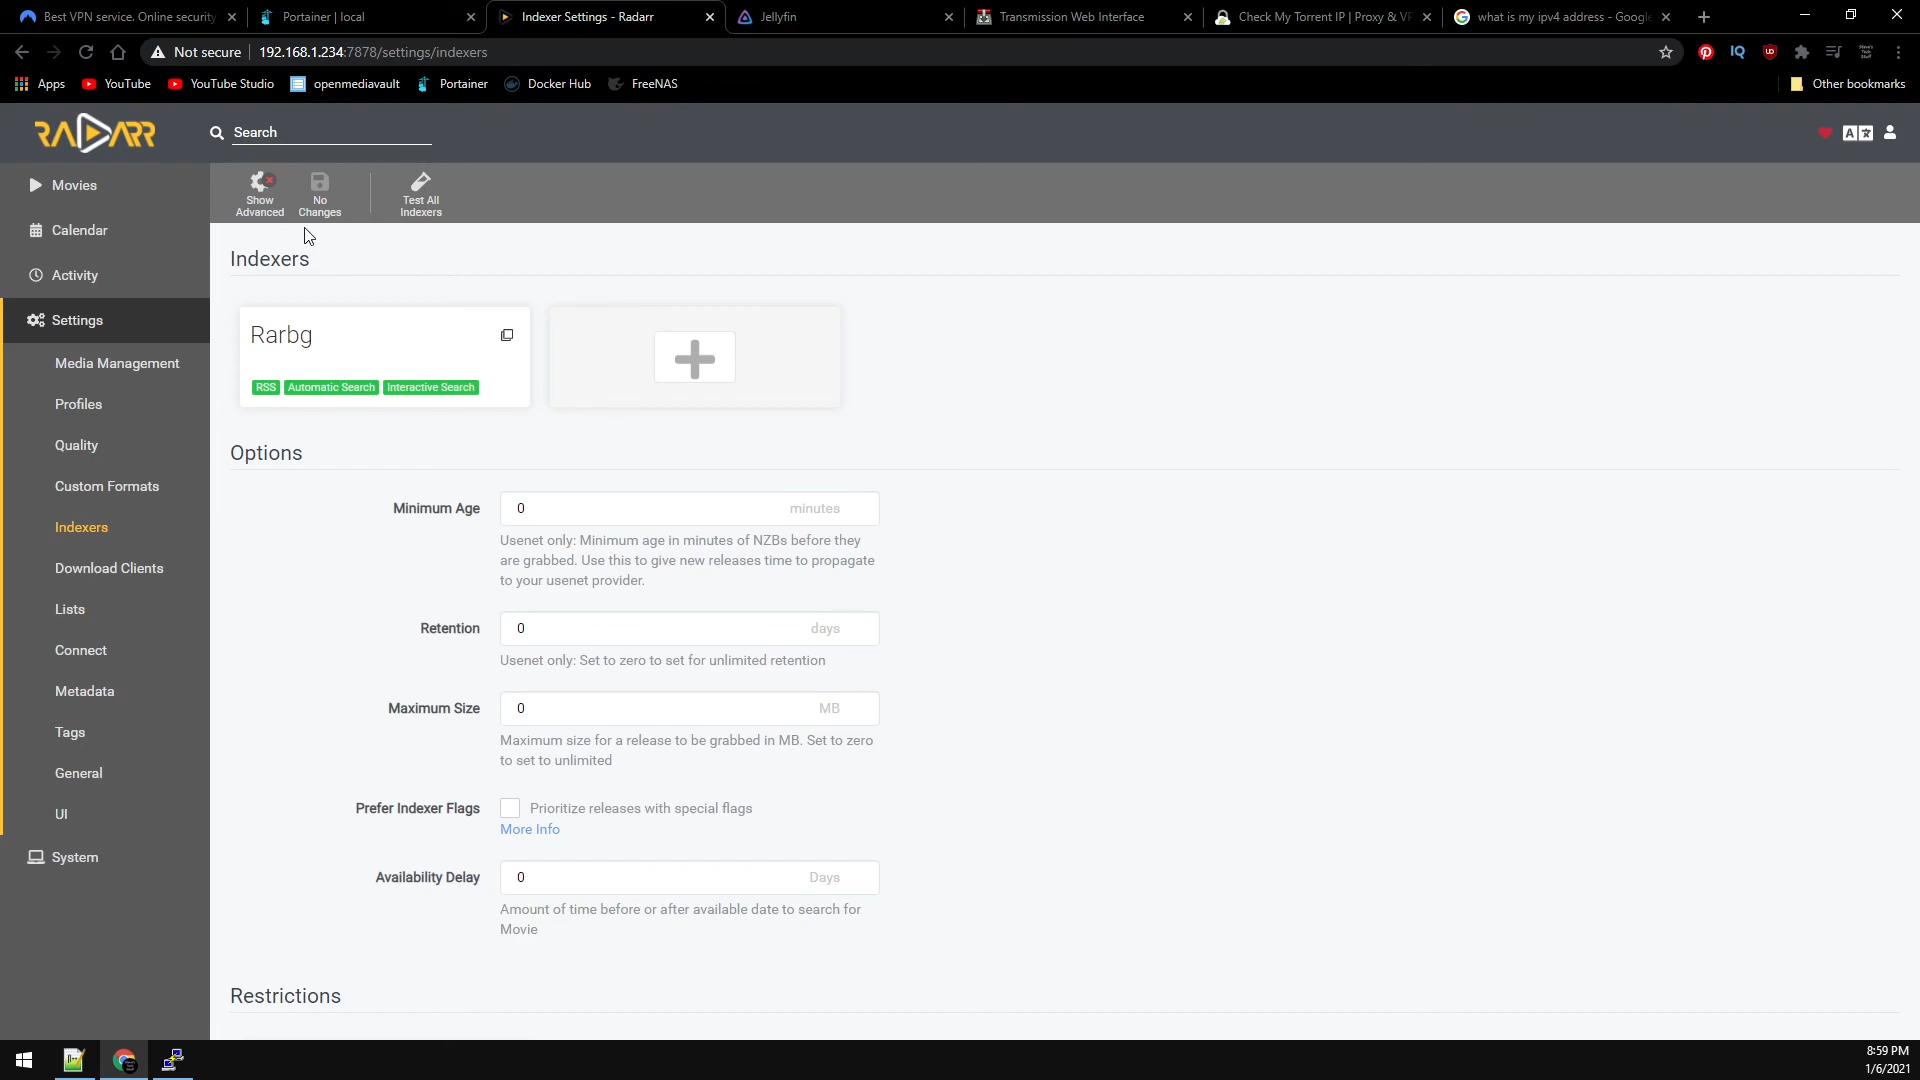 Best VPN service. Online security
Portainer | local
Indexer Settings - Radarr
Jellyfin
Transmission Web Interface
Check My Torrent IP | Proxy & VP
what is my ipv4 address - Google
Not secure
192.168.1.234:7878/settings/indexers
Apps
YouTube
YouTube Studio
openmediavault
Portainer
Docker Hub
FreeNAS
Other bookmarks
RADARR
Search
Movies
Calendar
Activity
Settings
Media Management
Profiles
Quality
Custom Formats
Indexers
Download Clients
Lists
Connect
Metadata
Tags
General
UI
System
Show
Advanced
No
Changes
Test All
Indexers
Indexers
Rarbg
RSS
Automatic Search
Interactive Search
Options
Minimum Age
0
minutes
Usenet only: Minimum age in minutes of NZBs before they
are grabbed. Use this to give new releases time to propagate
to your usenet provider.
Retention
0
days
Usenet only: Set to zero to set for unlimited retention
Maximum Size
0
MB
Maximum size for a release to be grabbed in MB. Set to zero
to set to unlimited
Prefer Indexer Flags
Prioritize releases with special flags
More Info
Availability Delay
0
Days
Amount of time before or after available date to search for
Movie
Restrictions
8:59 PM
1/6/2021